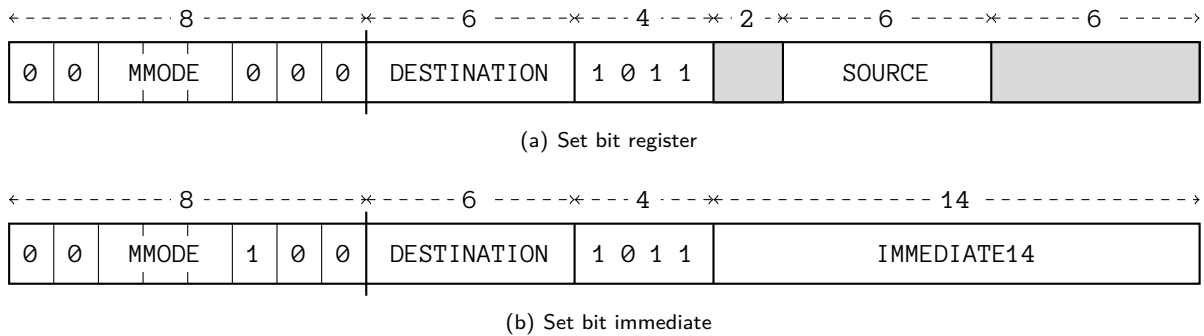 8 6 4 2 6 6
0 0 MMODE 0 0 0 DESTINATION 1 0 1 1 SOURCE
(a) Set bit register
8 6 4 14
0 0 MMODE 1 0 0 DESTINATION 1 0 1 1 IMMEDIATE14
(b) Set bit immediate